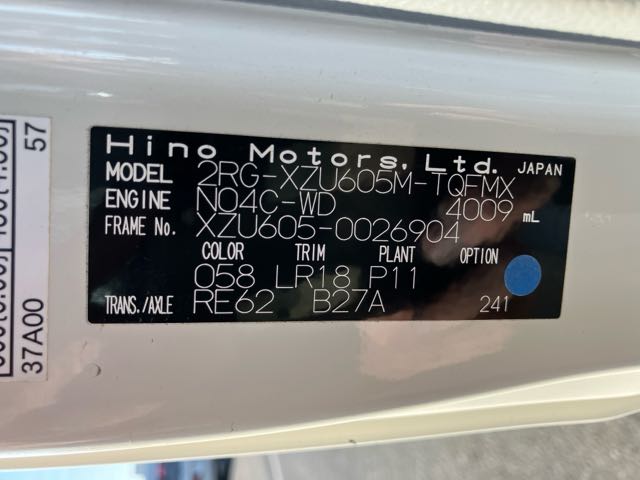 Hino Motors, Ltd. JAPAN
MODEL 2RG-XZU605M-TQFMX
ENGINE N04C-WD 4009 mL
FRAME No. XZU605-0026904
COLOR TRIM PLANT OPTION
058 LR18 P11
TRANS./AXLE RE62 B27A 241
57
37A00